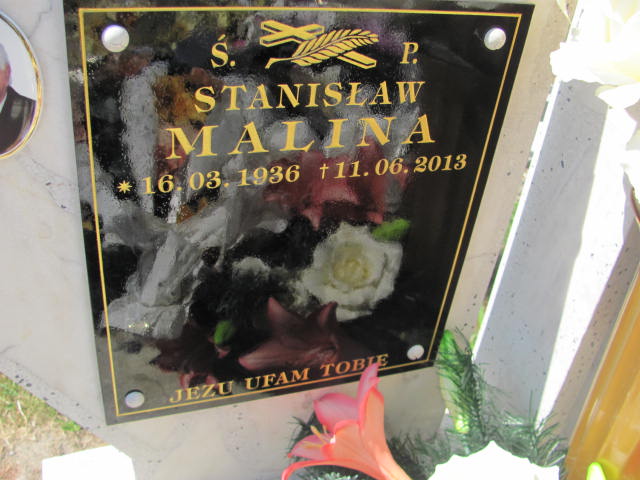 Ś. P.
STANISŁAW
MALINA
* 16.03.1936 †11.06.2013
JEZU UFAM TOBIE